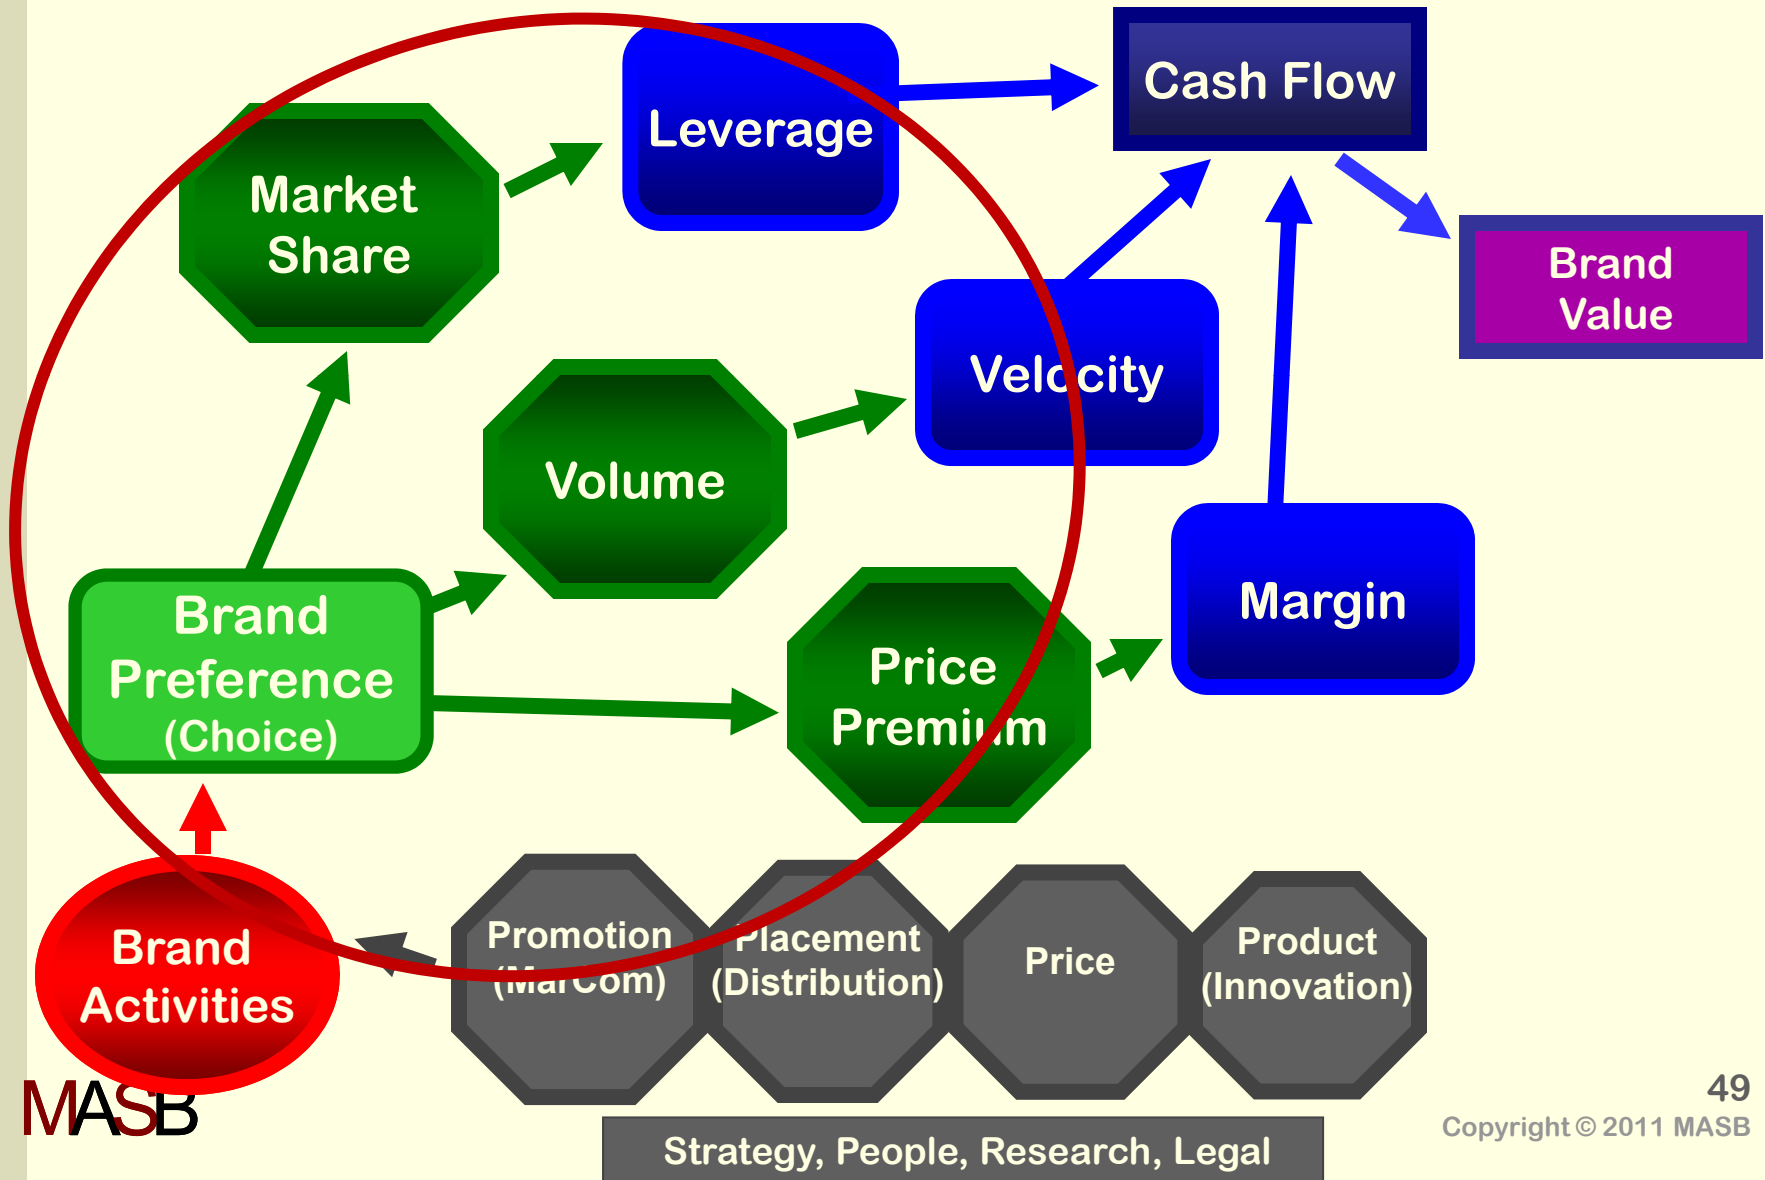 Cash Flow
Leverage
Market
Share
Brand
Value
Velocity
Volume
Margin
Brand
Preference
(Choice)
Price
Premium
Brand
Activities
Promotion
(MarCom)
Placement
(Distribution)
Price
Product
(Innovation)
MASB
49
Copyright © 2011 MASB
Strategy, People, Research, Legal